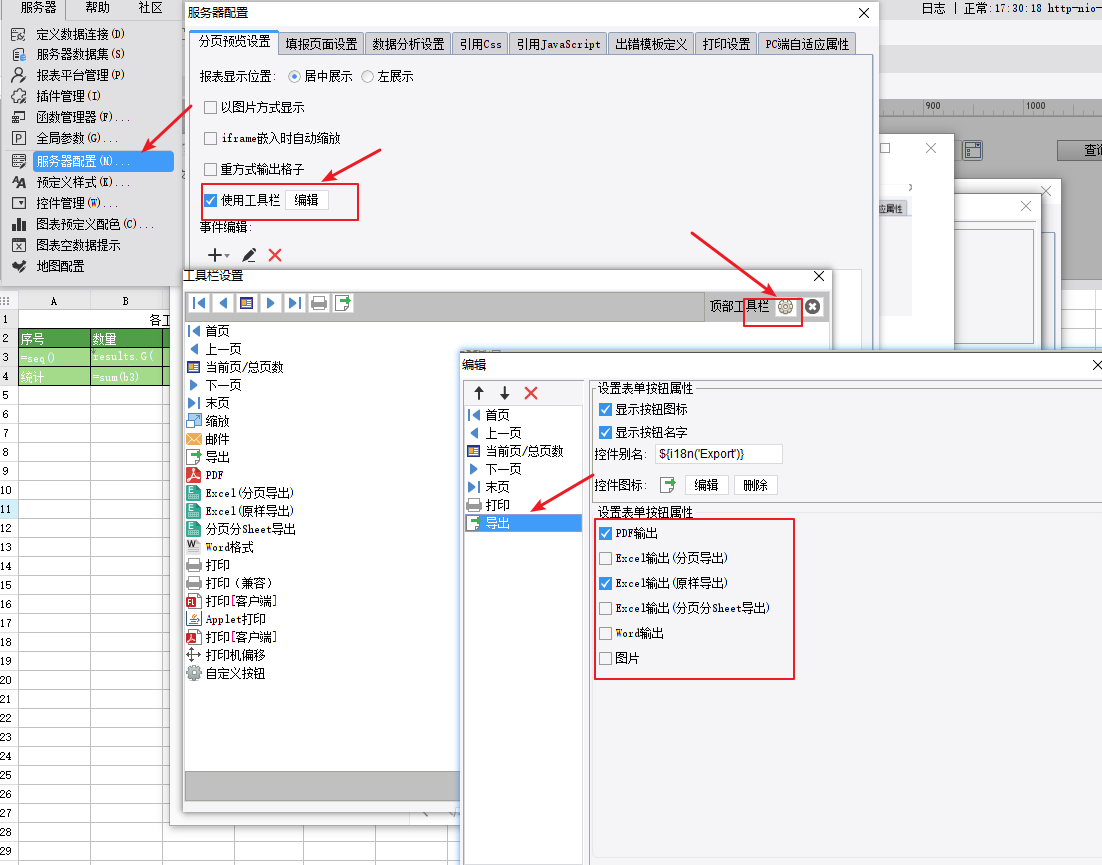 服务器 帮助 社区
日志 | 正常:17:30:18 http-nio-
定义数据连接(D)
服务器数据集(S)
报表平台管理(P)
插件管理(I)
函数管理器(F)...
全局参数(G)...
服务器配置(N)...
预定义样式(K)...
控件管理(W)...
图表预定义配色(C)...
图表空数据提示
地图配置
服务器配置
分页预览设置 填报页面设置 数据分析设置 引用Css 引用JavaScript 出错模板定义 打印设置 PC端自适应属性
报表显示位置: 居中展示 左展示
以图片方式显示
iframe嵌入时自动缩放
重方式输出格子
使用工具栏 编辑
事件编辑:
900 1000
查询
应属性
A B
1
2 序号 数量
3 =seq() results.G(
4 统计 =sum(b3)
5
6
7
8
9
10
11
12
13
14
15
16
17
18
19
20
21
22
23
24
25
26
27
28
29
各工
工具栏设置
顶部工具栏
首页
上一页
当前页/总页数
下一页
末页
缩放
邮件
导出
PDF
Excel(分页导出)
Excel(原样导出)
分页分Sheet导出
Word格式
打印
打印（兼容）
打印[客户端]
Applet打印
打印[客户端]
打印机偏移
自定义按钮
编辑
首页
上一页
当前页/总页数
下一页
末页
打印
导出
设置表单按钮属性
显示按钮图标
显示按钮名字
控件别名: ${i18n('Export')}
控件图标: 编辑 删除
设置表单按钮属性
PDF输出
Excel输出(分页导出)
Excel输出(原样导出)
Excel输出(分页分Sheet导出)
Word输出
图片